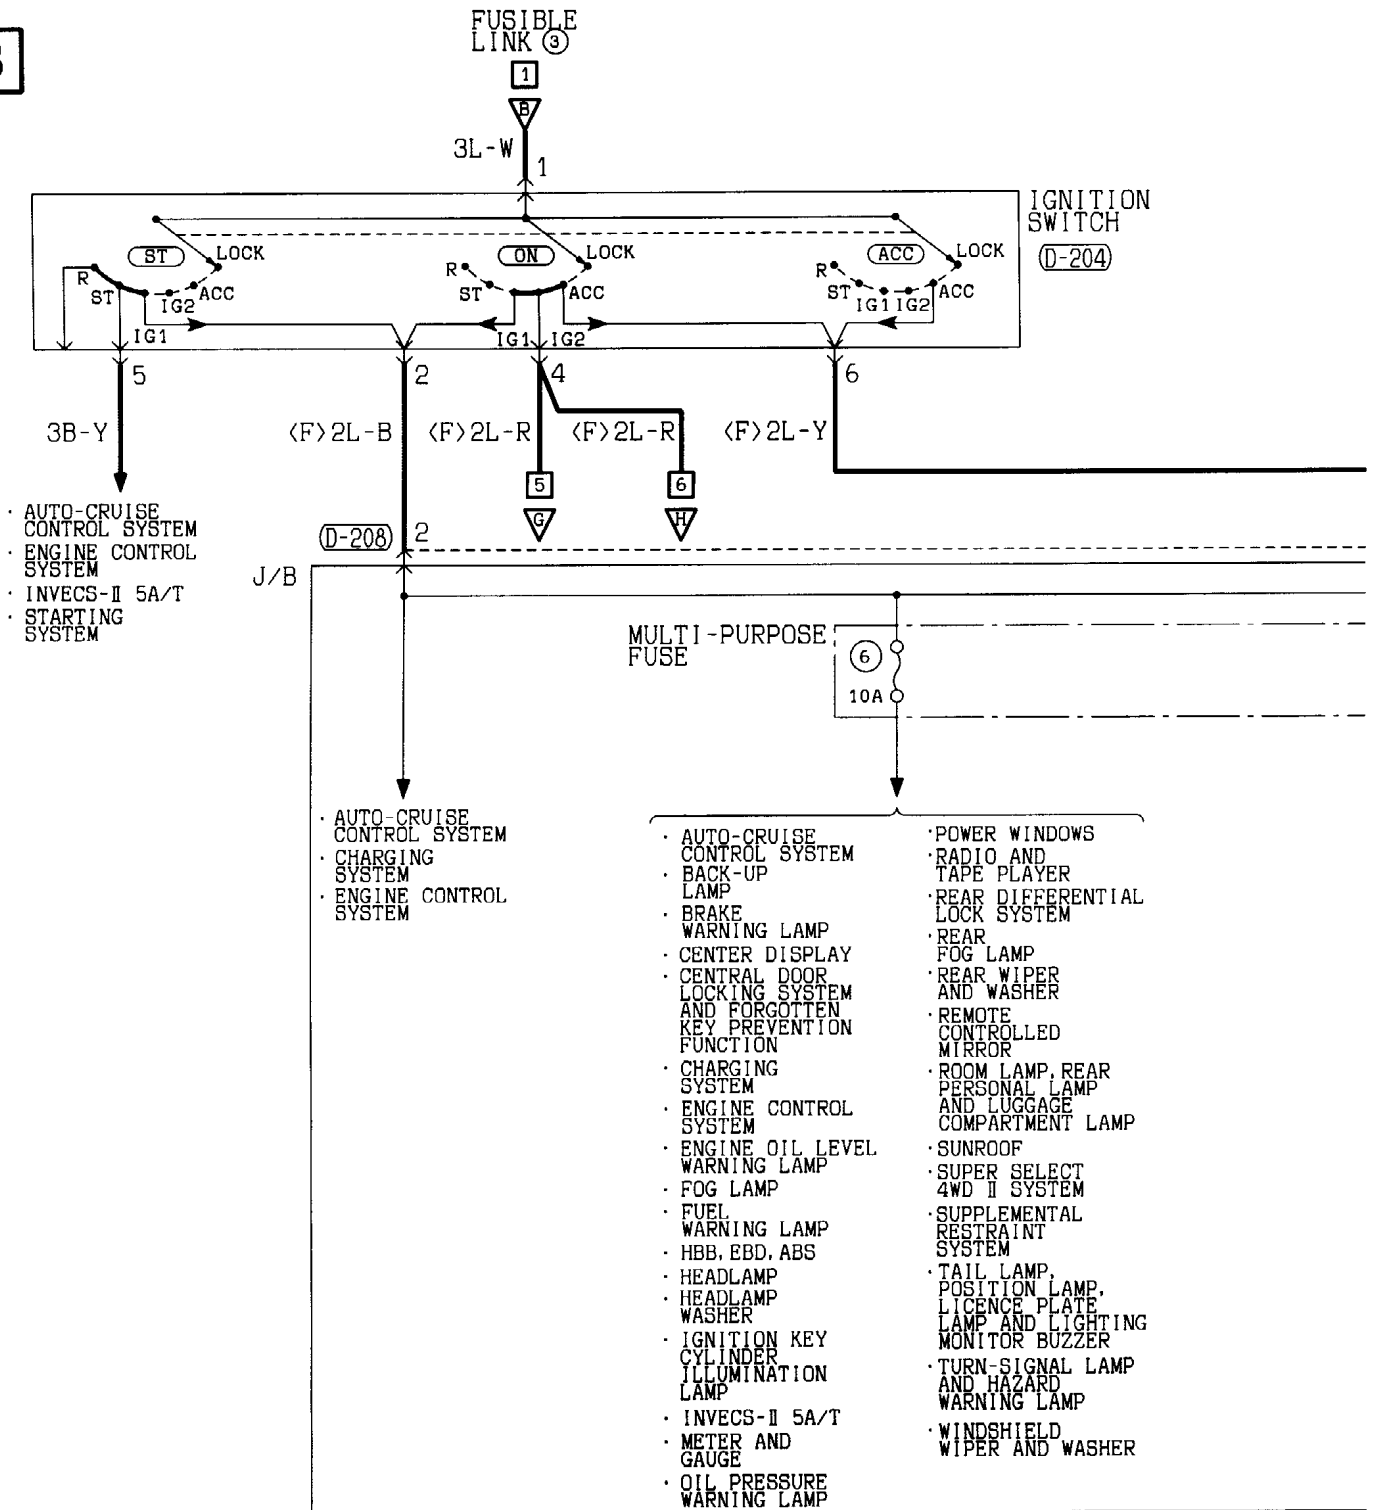 FUSIBLE
LINK ③
1
B
3L-W
1
IGNITION
SWITCH
D-204
ST
LOCK
R
ST
IG2
ACC
IG1
ON
LOCK
R
ST
ACC
IG1
IG2
ACC
LOCK
R
ST
IG1 IG2
ACC
5
2
4
6
3B-Y
<F>2L-B
<F>2L-R
<F>2L-R
<F>2L-Y
5
6
G
H
· AUTO-CRUISE
CONTROL SYSTEM
· ENGINE CONTROL
SYSTEM
· INVECS-Ⅱ 5A/T
· STARTING
SYSTEM
D-208
2
J/B
MULTI-PURPOSE
FUSE
6
10A
· AUTO-CRUISE
CONTROL SYSTEM
· CHARGING
SYSTEM
· ENGINE CONTROL
SYSTEM
· AUTO-CRUISE
CONTROL SYSTEM
· BACK-UP
LAMP
· BRAKE
WARNING LAMP
· CENTER DISPLAY
· CENTRAL DOOR
LOCKING SYSTEM
AND FORGOTTEN
KEY PREVENTION
FUNCTION
· CHARGING
SYSTEM
· ENGINE CONTROL
SYSTEM
· ENGINE OIL LEVEL
WARNING LAMP
· FOG LAMP
· FUEL
WARNING LAMP
· HBB, EBD, ABS
· HEADLAMP
· HEADLAMP
WASHER
· IGNITION KEY
CYLINDER
ILLUMINATION
LAMP
· INVECS-Ⅱ 5A/T
· METER AND
GAUGE
· OIL PRESSURE
WARNING LAMP
·POWER WINDOWS
·RADIO AND
TAPE PLAYER
·REAR DIFFERENTIAL
LOCK SYSTEM
·REAR
FOG LAMP
·REAR WIPER
AND WASHER
·REMOTE
CONTROLLED
MIRROR
·ROOM LAMP, REAR
PERSONAL LAMP
AND LUGGAGE
COMPARTMENT LAMP
·SUNROOF
·SUPER SELECT
4WD Ⅱ SYSTEM
·SUPPLEMENTAL
RESTRAINT
SYSTEM
·TAIL LAMP,
POSITION LAMP,
LICENCE PLATE
LAMP AND LIGHTING
MONITOR BUZZER
·TURN-SIGNAL LAMP
AND HAZARD
WARNING LAMP
·WINDSHIELD
WIPER AND WASHER